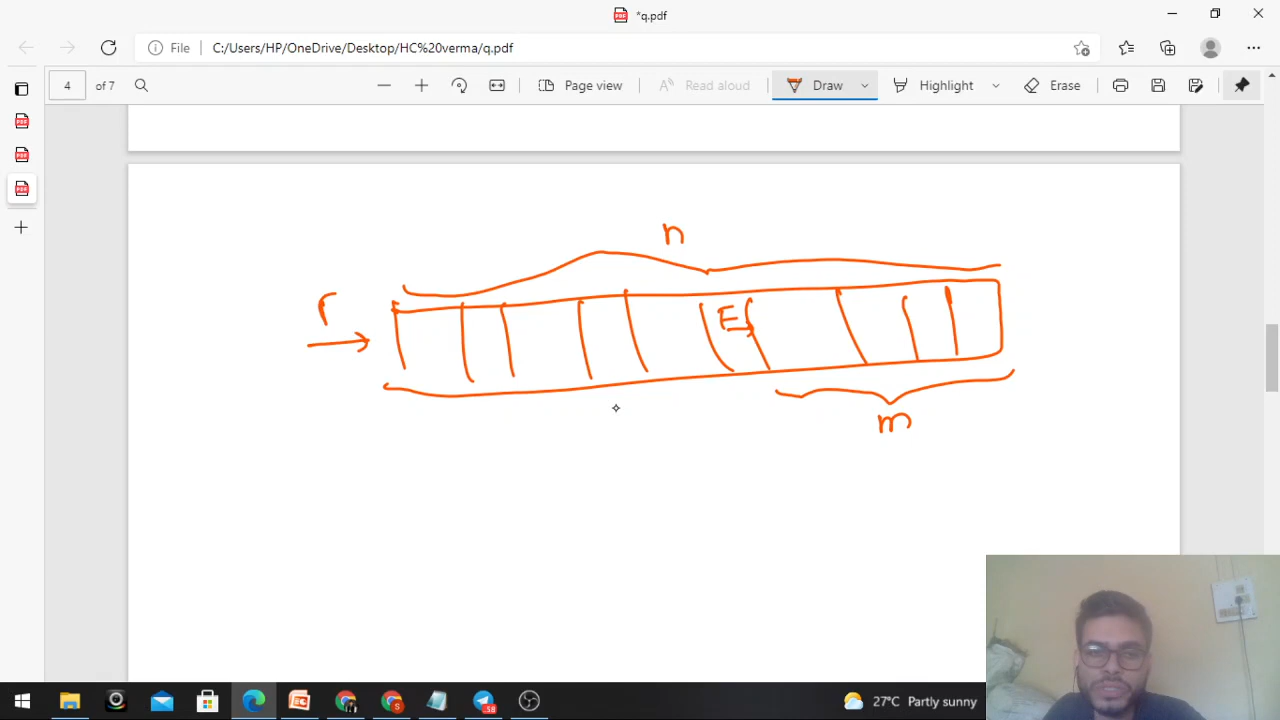 *q.pdf
File C:/Users/HP/OneDrive/Desktop/HC%20verma/q.pdf
4 of 7 Page view Read aloud Draw Highlight Erase
n
E
m
58
27°C Partly sunny